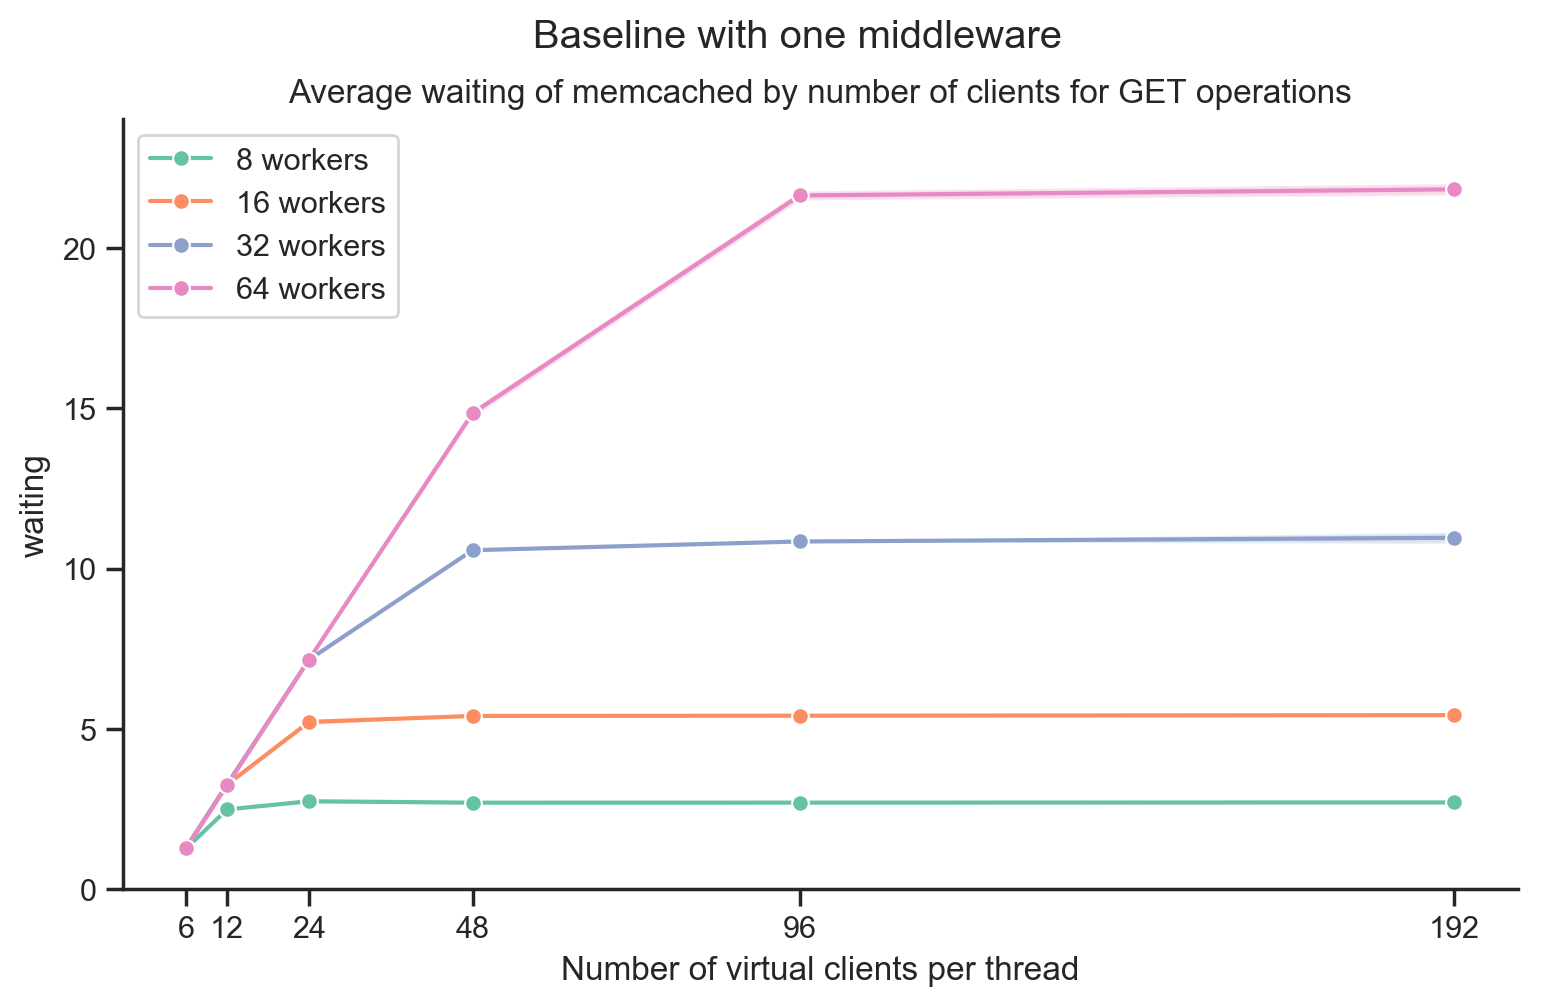 Baseline with one middleware
Average waiting of memcached by number of clients for GET operations
8 workers
16 workers
32 workers
64 workers
20
15
10
5
0
waiting
6 12 24 48 96 192
Number of virtual clients per thread